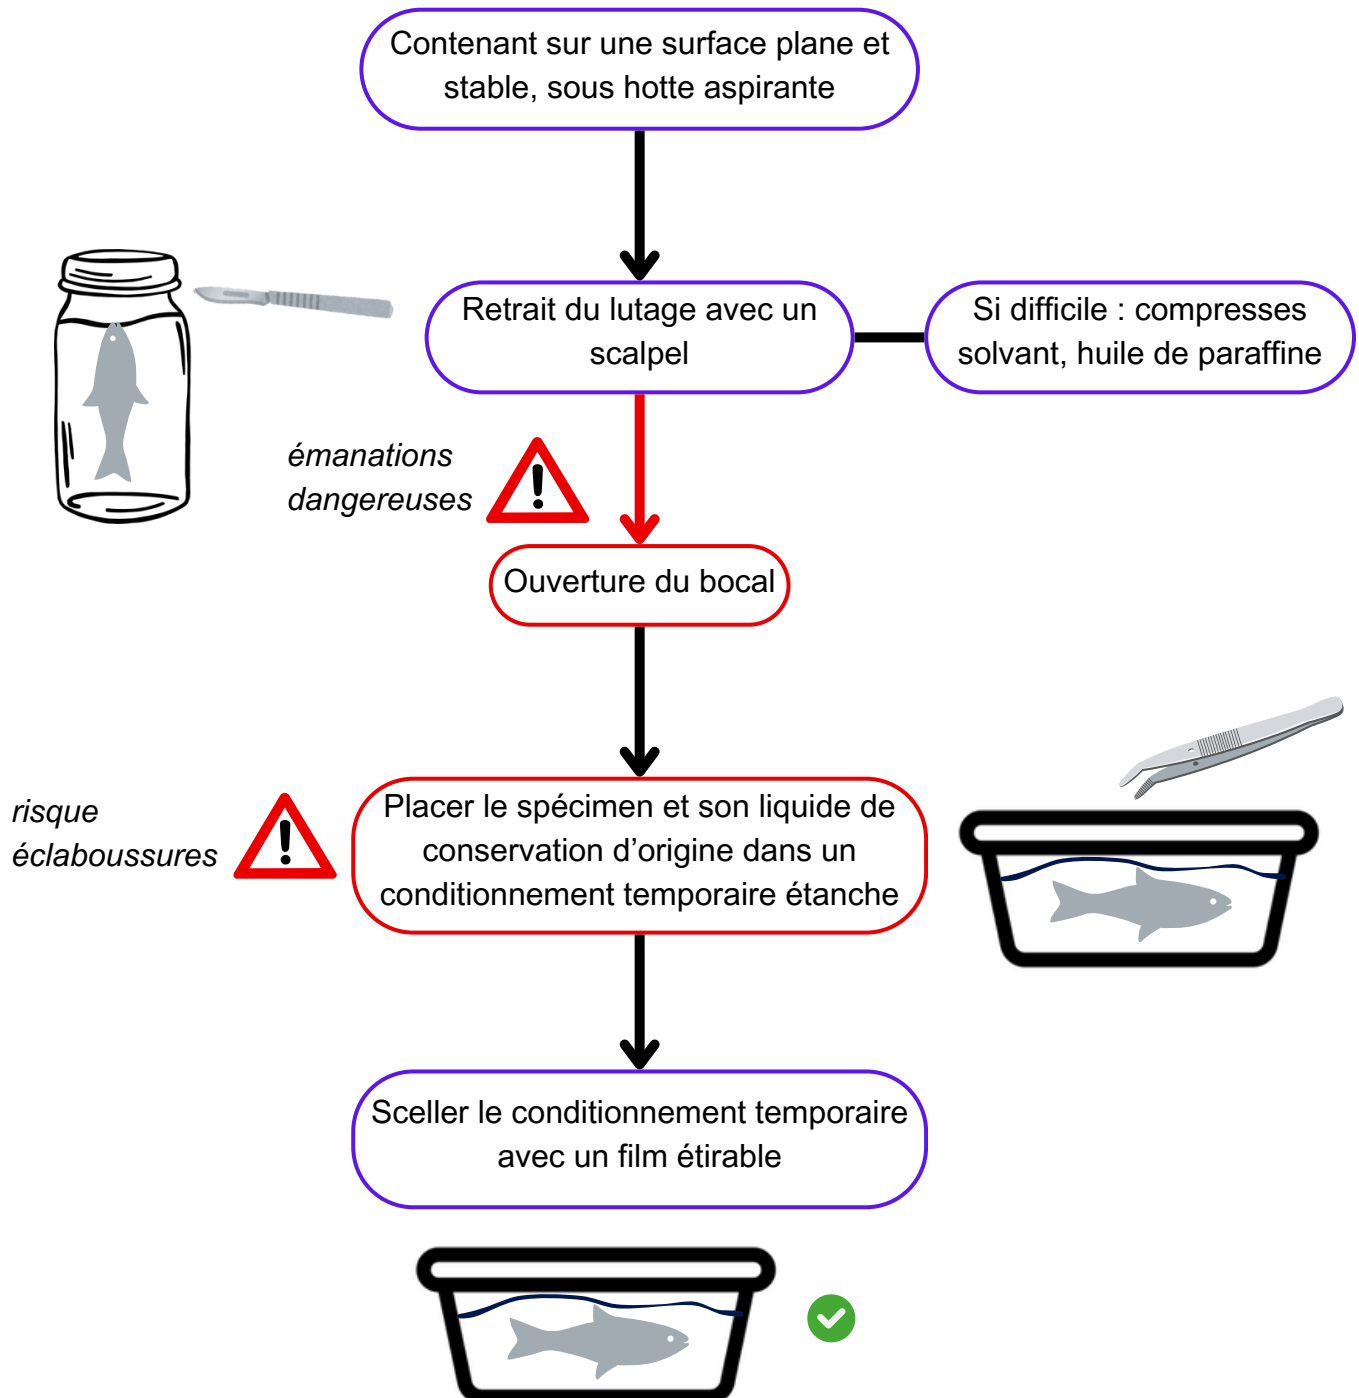 Contenant sur une surface plane et
stable, sous hotte aspirante
Retrait du lutage avec un
scalpel
Si difficile : compresses
solvant, huile de paraffine
émanations
dangereuses
Ouverture du bocal
risque
éclaboussures
Placer le spécimen et son liquide de
conservation d’origine dans un
conditionnement temporaire étanche
Sceller le conditionnement temporaire
avec un film étirable